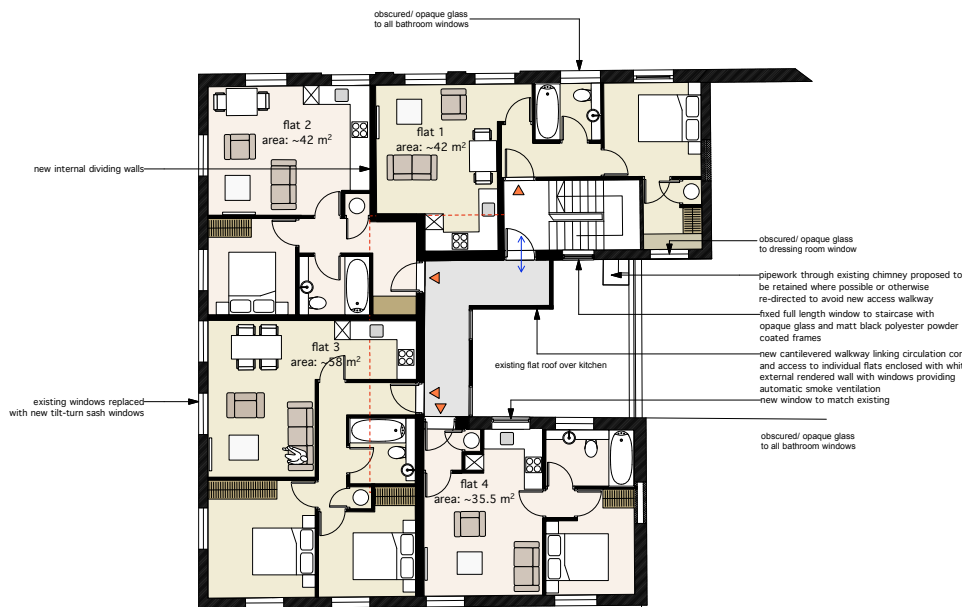 obscured/ opaque glass
to all bathroom windows
flat 2
area: ~42 m²
flat 1
area: ~42 m²
new internal dividing walls
obscured/ opaque glass
to dressing room window
pipework through existing chimney proposed to
be retained where possible or otherwise
re-directed to avoid new access walkway
fixed full length window to staircase with
opaque glass and matt black polyester powder
coated frames
flat 3
area: ~58 m²
existing flat roof over kitchen
new cantilevered walkway linking circulation cor
and access to individual flats enclosed with whit
external rendered wall with windows providing
automatic smoke ventilation
new window to match existing
existing windows replaced
with new tilt-turn sash windows
obscured/ opaque glass
to all bathroom windows
flat 4
area: ~35.5 m²